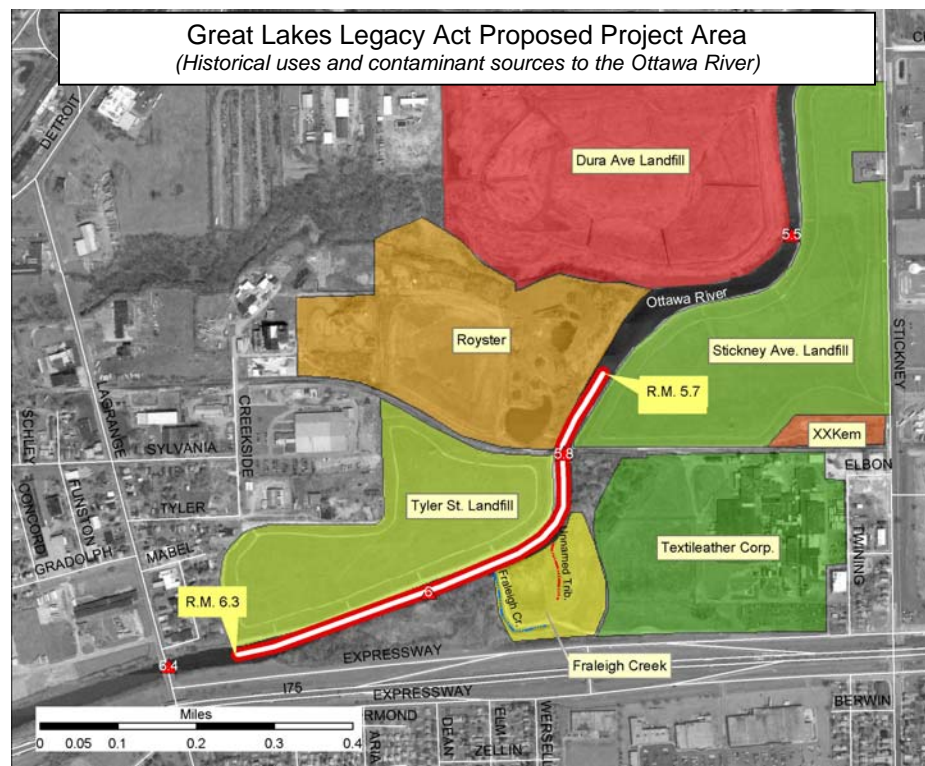 Great Lakes Legacy Act Proposed Project Area
(Historical uses and contaminant sources to the Ottawa River)
DETROIT
Dura Ave Landfill
5.5
Ottawa River
Royster
Stickney Ave. Landfill
STICKNEY
R.M. 5.7
LAGRANGE
CREEKSIDE
SCHLEY
SYLVANIA
5.8
XXKem
ELBON
CONCORD
FUNSTON
TYLER
Tyler St. Landfill
Textileather Corp.
TWINING
GRADOLPH
MABEL
Unnamed Trib.
Fraleigh Cr.
R.M. 6.3
6
EXPRESSWAY
Fraleigh Creek
6.4
I75
EXPRESSWAY
BERWIN
Miles
0 0.05 0.1 0.2 0.3 0.4
RMOND
ARIA
DEAN
ELM
ZELLIN
WERSELL